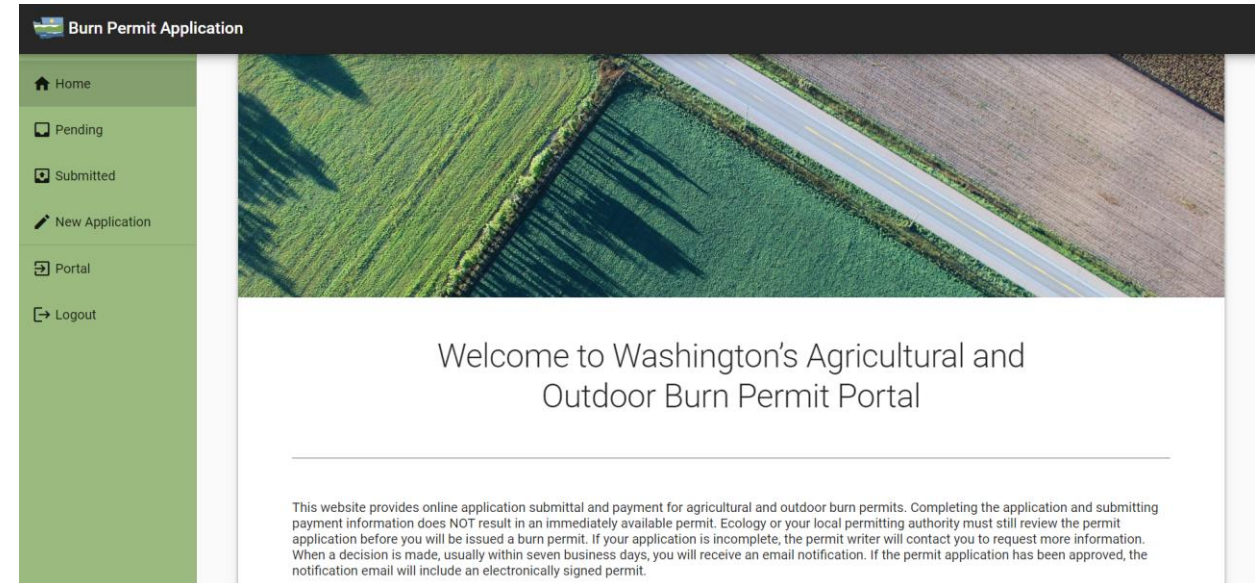 Burn Permit Application
Home
Pending
Submitted
New Application
Portal
Logout
Welcome to Washington's Agricultural and
Outdoor Burn Permit Portal
This website provides online application submittal and payment for agricultural and outdoor burn permits. Completing the application and submitting
payment information does NOT result in an immediately available permit. Ecology or your local permitting authority must still review the permit
application before you will be issued a burn permit. If your application is incomplete, the permit writer will contact you to request more information.
When a decision is made, usually within seven business days, you will receive an email notification. If the permit application has been approved, the
notification email will include an electronically signed permit.